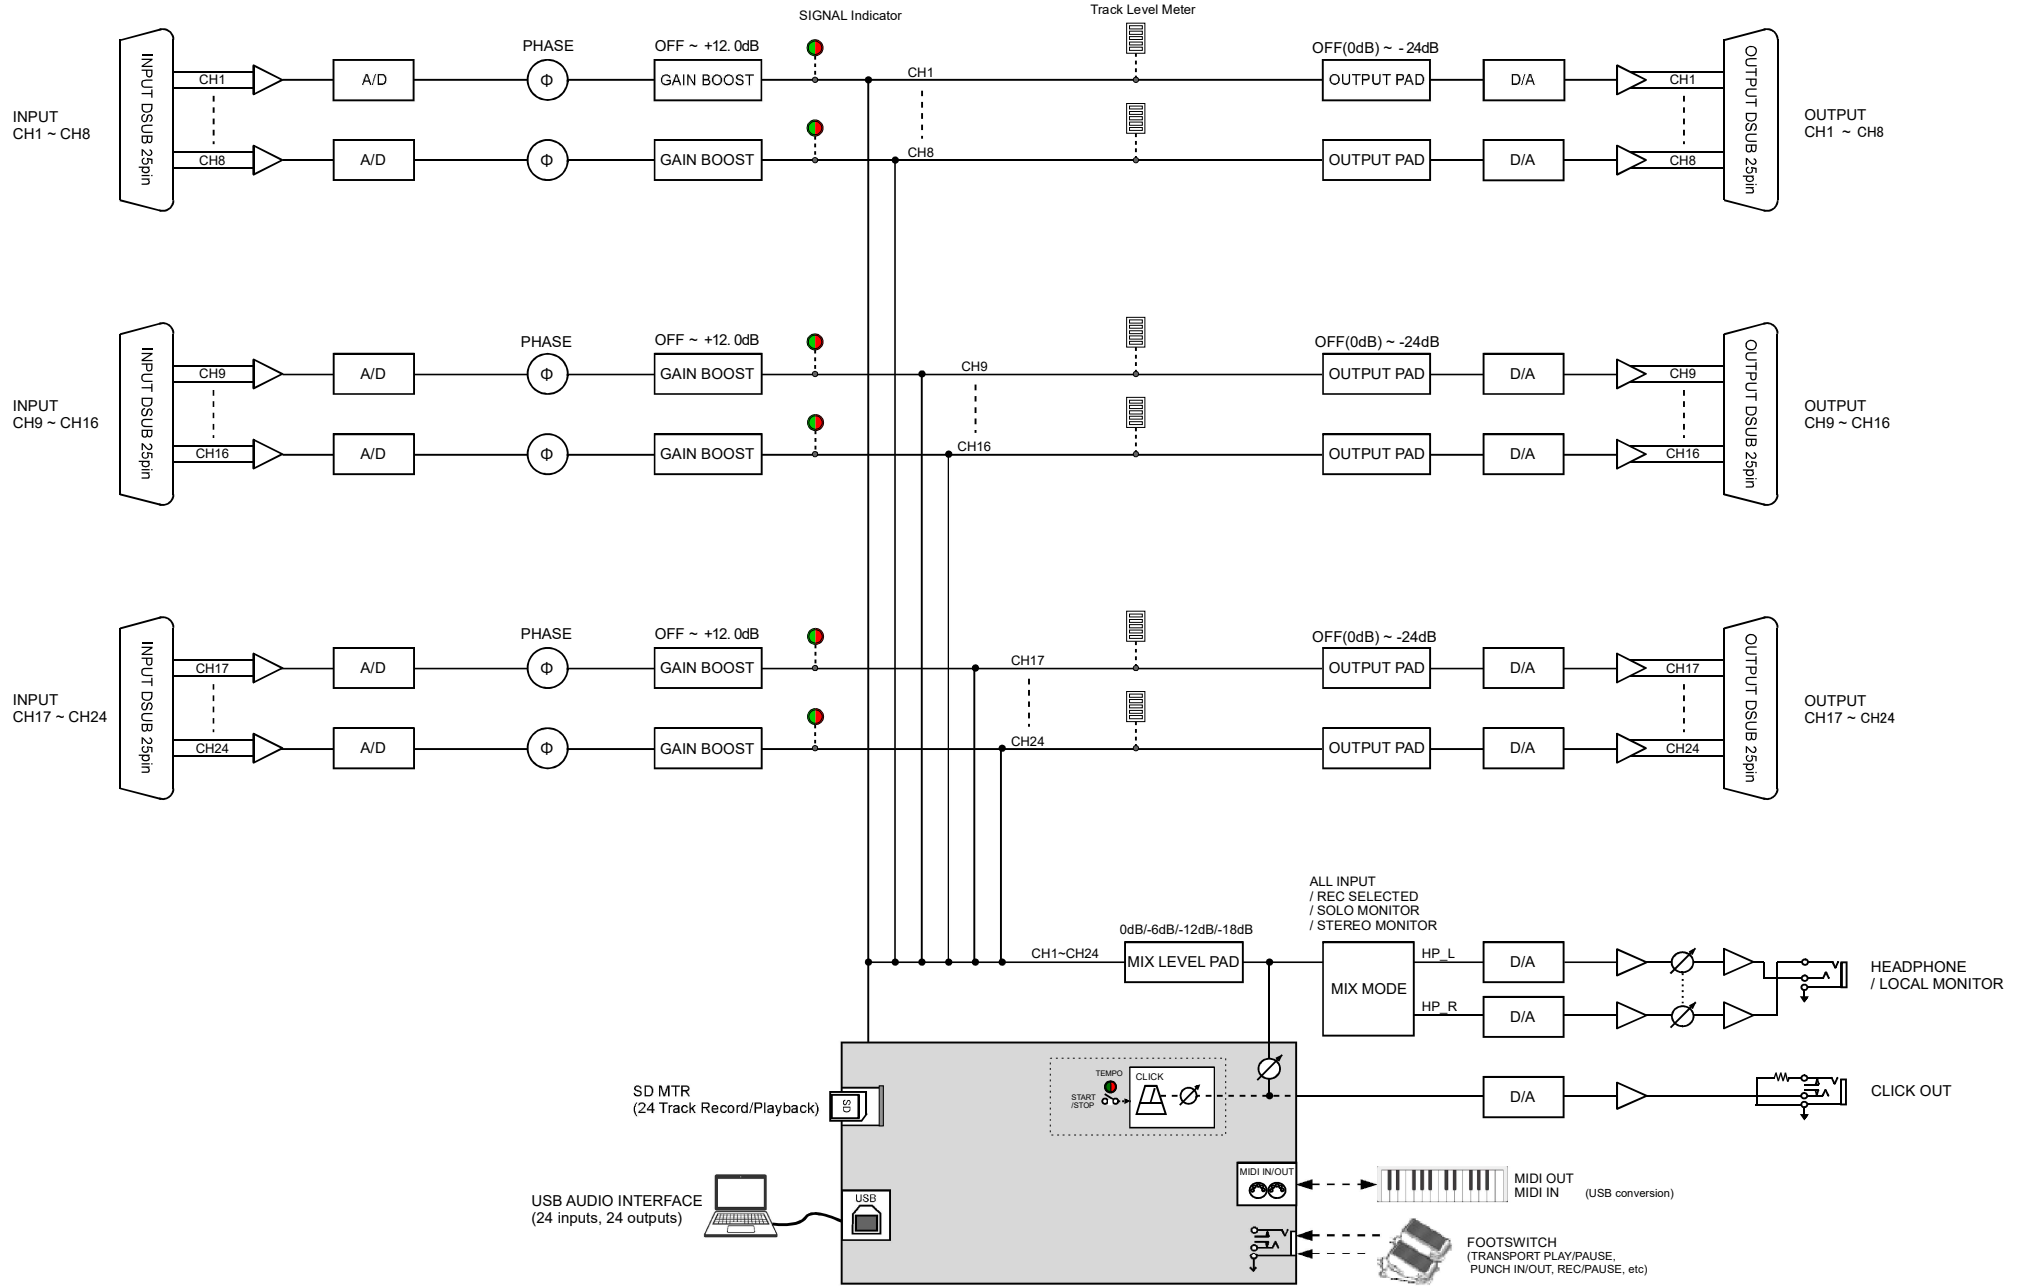 SIGNAL Indicator
Track Level Meter
PHASE
OFF ~ +12. 0dB
OFF(0dB) ~ -24dB
INPUT DSUB 25pin
CH1
A/D
Φ
GAIN BOOST
CH1
OUTPUT PAD
D/A
CH1
OUTPUT DSUB 25pin
INPUT
CH1 ~ CH8
OUTPUT
CH1 ~ CH8
CH8
A/D
Φ
GAIN BOOST
CH8
OUTPUT PAD
D/A
CH8
PHASE
OFF ~ +12. 0dB
OFF(0dB) ~ -24dB
INPUT DSUB 25pin
CH9
A/D
Φ
GAIN BOOST
CH9
OUTPUT PAD
D/A
CH9
OUTPUT DSUB 25pin
INPUT
CH9 ~ CH16
OUTPUT
CH9 ~ CH16
CH16
A/D
Φ
GAIN BOOST
CH16
OUTPUT PAD
D/A
CH16
PHASE
OFF ~ +12. 0dB
OFF(0dB) ~ -24dB
INPUT DSUB 25pin
CH17
A/D
Φ
GAIN BOOST
CH17
OUTPUT PAD
D/A
CH17
OUTPUT DSUB 25pin
INPUT
CH17 ~ CH24
OUTPUT
CH17 ~ CH24
CH24
A/D
Φ
GAIN BOOST
CH24
OUTPUT PAD
D/A
CH24
ALL INPUT
/ REC SELECTED
/ SOLO MONITOR
/ STEREO MONITOR
0dB/-6dB/-12dB/-18dB
CH1~CH24
MIX LEVEL PAD
MIX MODE
HP_L
D/A
HP_R
D/A
HEADPHONE
/ LOCAL MONITOR
TEMPO
START
/STOP
CLICK
D/A
CLICK OUT
SD MTR
(24 Track Record/Playback)
SD
MIDI IN/OUT
MIDI OUT
MIDI IN
(USB conversion)
USB AUDIO INTERFACE
(24 inputs, 24 outputs)
USB
FOOTSWITCH
(TRANSPORT PLAY/PAUSE,
PUNCH IN/OUT, REC/PAUSE, etc)